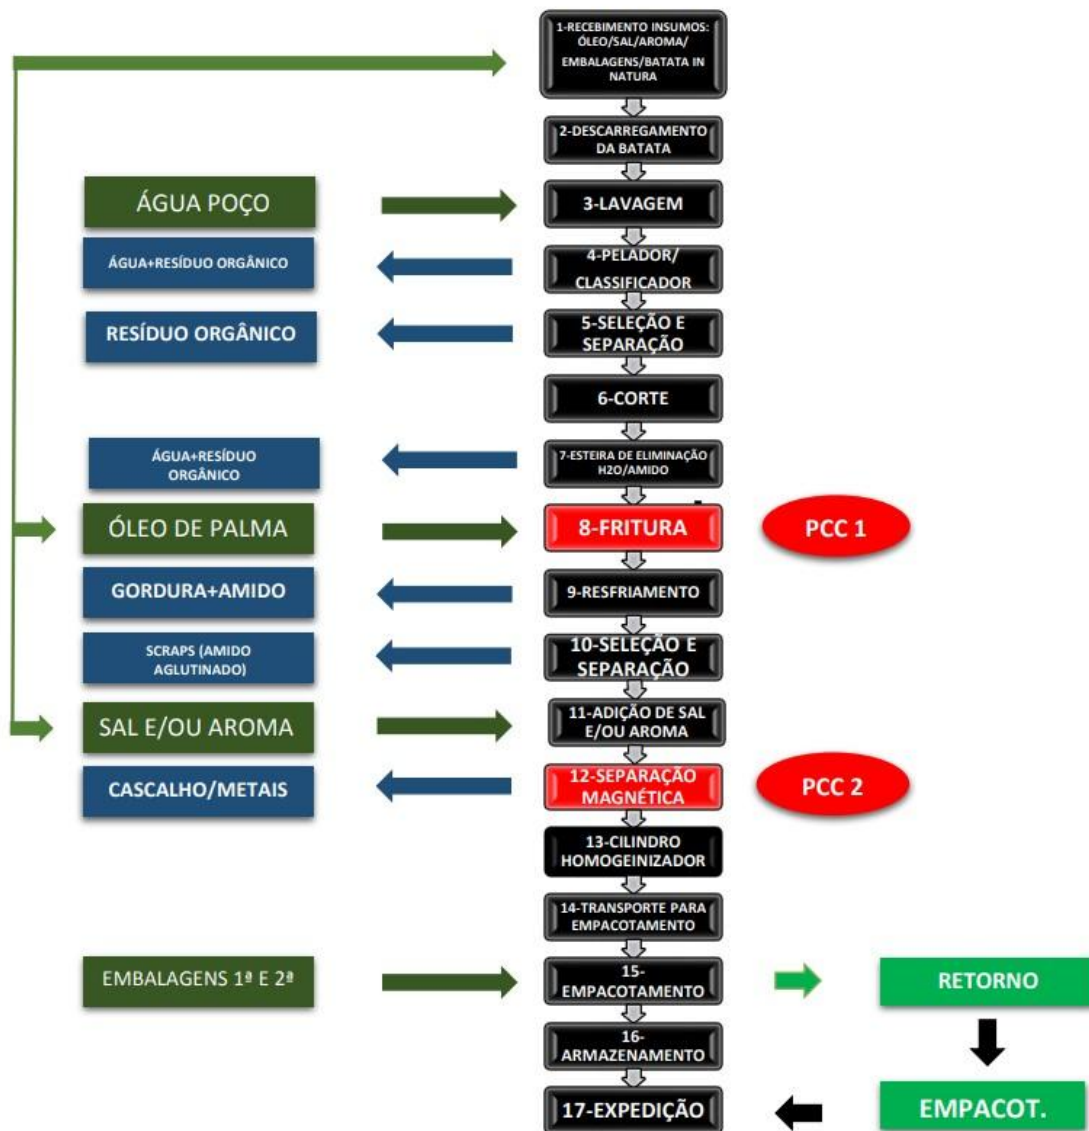 1-RECEBIMENTO INSUMOS:
ÓLEO/SAL/AROMA/
EMBALAGENS/BATATA IN
NATURA
2-DESCARREGAMENTO
DA BATATA
ÁGUA POÇO
3-LAVAGEM
ÁGUA+RESÍDUO ORGÂNICO
4-PELADOR/
CLASSIFICADOR
RESÍDUO ORGÂNICO
5-SELEÇÃO E
SEPARAÇÃO
6-CORTE
ÁGUA+RESÍDUO
ORGÂNICO
7-ESTEIRA DE ELIMINAÇÃO
H2O/AMIDO
ÓLEO DE PALMA
8-FRITURA
PCC 1
GORDURA+AMIDO
9-RESFRIAMENTO
SCRAPS (AMIDO
AGLUTINADO)
10-SELEÇÃO E
SEPARAÇÃO
SAL E/OU AROMA
11-ADIÇÃO DE SAL
E/OU AROMA
CASCALHO/METAIS
12-SEPARAÇÃO
MAGNÉTICA
PCC 2
13-CILINDRO
HOMOGEINIZADOR
14-TRANSPORTE PARA
EMPACOTAMENTO
EMBALAGENS 1ª E 2ª
15-
EMPACOTAMENTO
RETORNO
16-
ARMAZENAMENTO
17-EXPEDIÇÃO
EMPACOT.